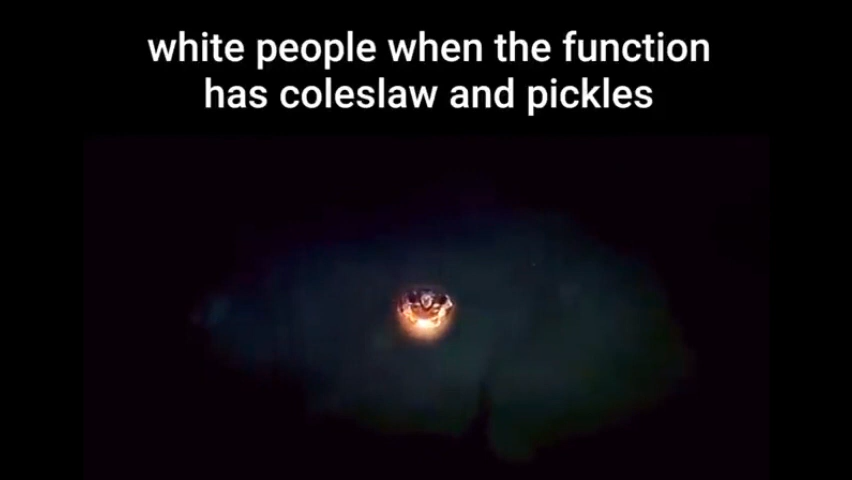 white people when the function
has coleslaw and pickles